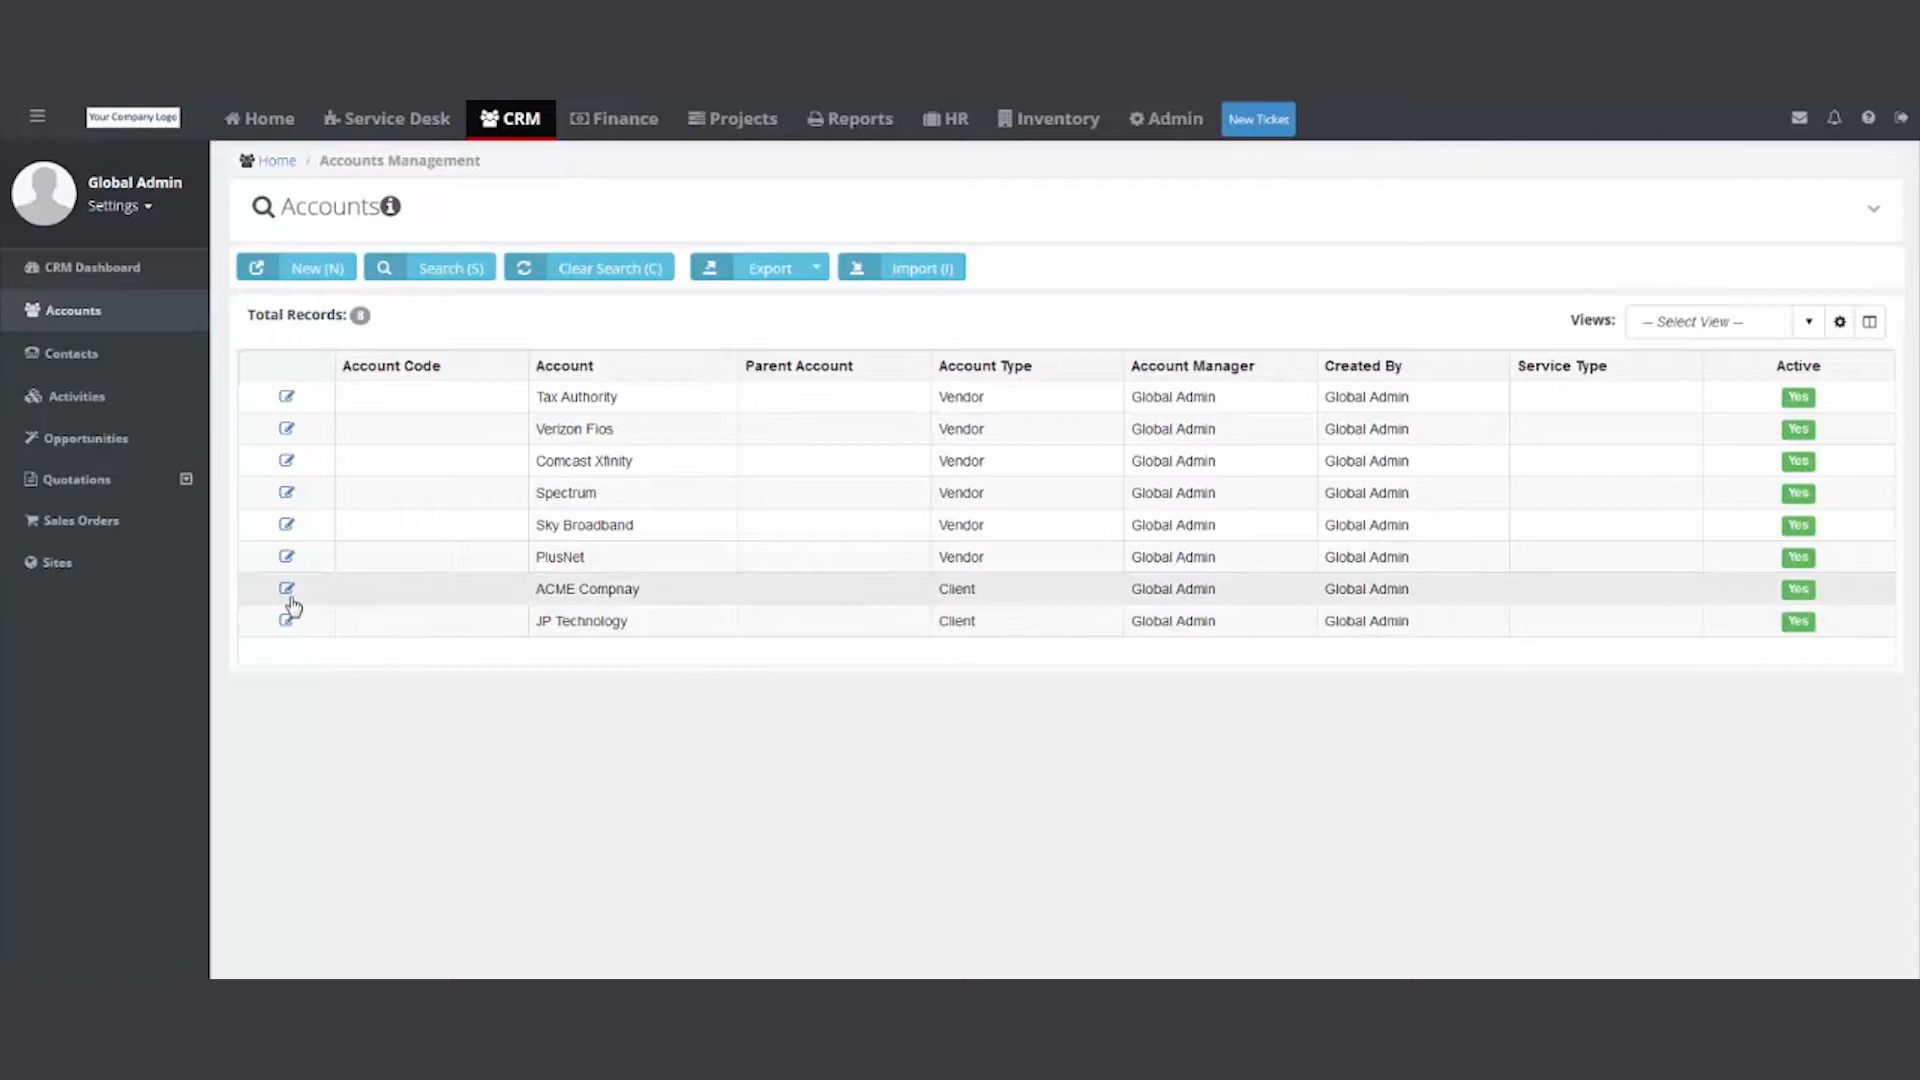 Your Company Logo
Home Service Desk CRM Finance Projects Reports HR Inventory Admin New Ticket
Global Admin
Settings
CRM Dashboard
Accounts
Contacts
Activities
Opportunities
Quotations
Sales Orders
Sites
Home / Accounts Management
Accounts
New (N) Search (S) Clear Search (C) Export Import (I)
Total Records: 8
Views: -- Select View --
Account Code Account Parent Account Account Type Account Manager Created By Service Type Active
Tax Authority Vendor Global Admin Global Admin Yes
Verizon Fios Vendor Global Admin Global Admin Yes
Comcast Xfinity Vendor Global Admin Global Admin Yes
Spectrum Vendor Global Admin Global Admin Yes
Sky Broadband Vendor Global Admin Global Admin Yes
PlusNet Vendor Global Admin Global Admin Yes
ACME Compnay Client Global Admin Global Admin Yes
JP Technology Client Global Admin Global Admin Yes